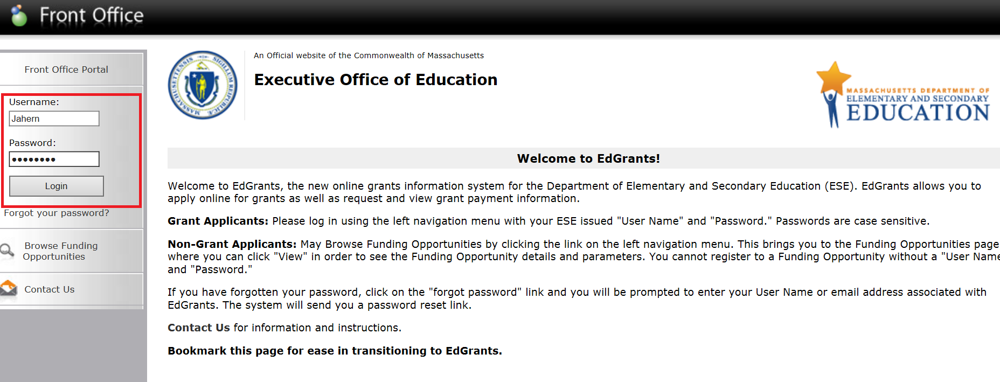 Front Office
Front Office Portal
Username:
Jahern
Password:
••••••••
Login
Forgot your password?
Browse Funding
Opportunities
Contact Us
An Official website of the Commonwealth of Massachusetts
Executive Office of Education
MASSACHUSETTS DEPARTMENT OF
ELEMENTARY AND SECONDARY
EDUCATION
Welcome to EdGrants!
Welcome to EdGrants, the new online grants information system for the Department of Elementary and Secondary Education (ESE). EdGrants allows you to
apply online for grants as well as request and view grant payment information.
Grant Applicants: Please log in using the left navigation menu with your ESE issued "User Name" and "Password." Passwords are case sensitive.
Non-Grant Applicants: May Browse Funding Opportunities by clicking the link on the left navigation menu. This brings you to the Funding Opportunities page
where you can click "View" in order to see the Funding Opportunity details and parameters. You cannot register to a Funding Opportunity without a "User Name
and "Password."
If you have forgotten your password, click on the "forgot password" link and you will be prompted to enter your User Name or email address associated with
EdGrants. The system will send you a password reset link.
Contact Us for information and instructions.
Bookmark this page for ease in transitioning to EdGrants.